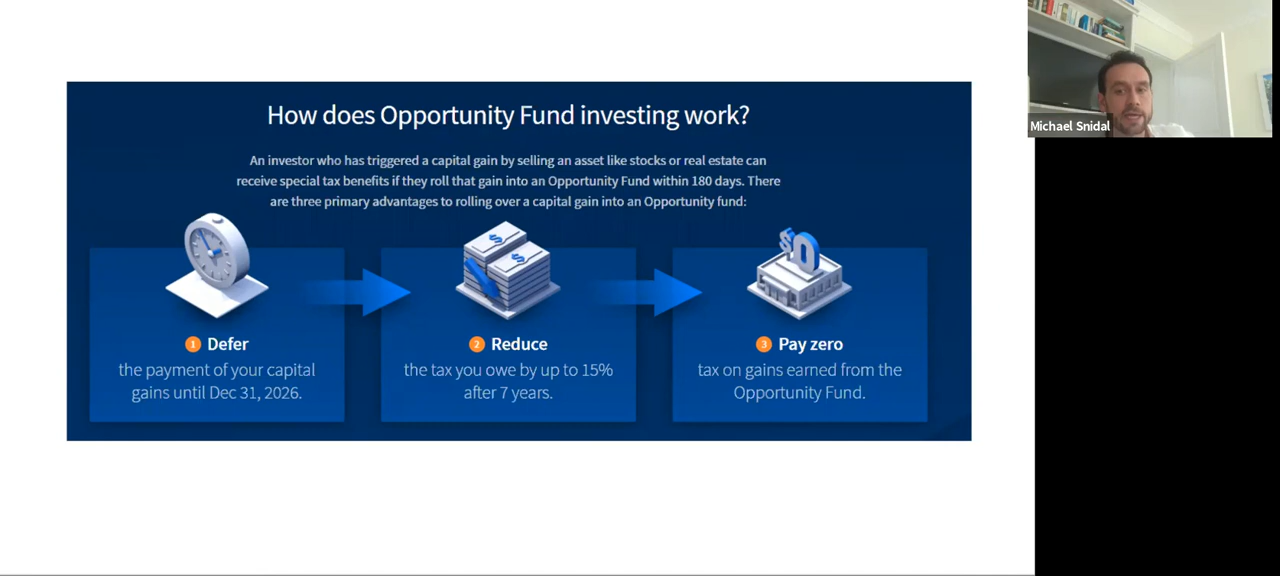 How does Opportunity Fund investing work?
An investor who has triggered a capital gain by selling an asset like stocks or real estate can
receive special tax benefits if they roll that gain into an Opportunity Fund within 180 days. There
are three primary advantages to rolling over a capital gain into an Opportunity fund:
$ $ $0
1 Defer
the payment of your capital
gains until Dec 31, 2026.
2 Reduce
the tax you owe by up to 15%
after 7 years.
3 Pay zero
tax on gains earned from the
Opportunity Fund.
Michael Snidal